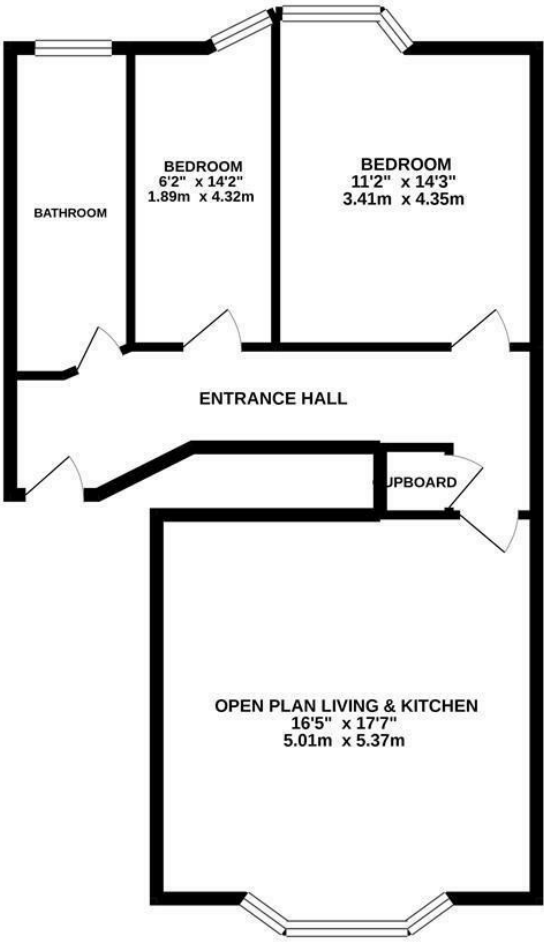 BEDROOM
6'2" x 14'2"
1.89m x 4.32m
BEDROOM
11'2" x 14'3"
3.41m x 4.35m
BATHROOM
ENTRANCE HALL
CUPBOARD
OPEN PLAN LIVING & KITCHEN
16'5" x 17'7"
5.01m x 5.37m